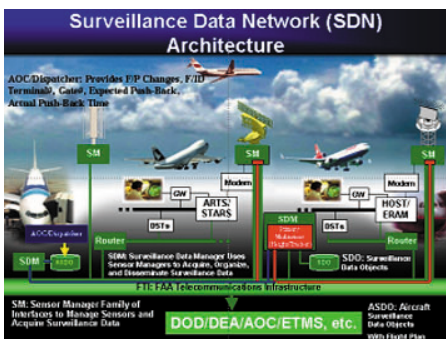 Surveillance Data Network (SDN)
Architecture
AOC/Dispatcher: Provides F/P Changes, F/ID
Terminal#, Gate#, Expected Push-Back,
Actual Push-Back Time
SM
SM
SM
Modem
Modem
GW
GW
ARTS/
STARS
HOST/
ERAM
DSTs
DSTs
AOC/Dispatcher
SDM
ASDO
Router
Router
SDM: Surveillance Data Manager Uses
Sensor Managers to Acquire, Organize,
and Disseminate Surveillance Data
SDM
SDO
SDO: Surveillance
Data Objects
FTI: FAA Telecommunications Infrastructure
SM: Sensor Manager Family of
Interfaces to Manage Sensors and
Acquire Surveillance Data
DOD/DEA/AOC/ETMS, etc.
ASDO: Aircraft
Surveillance
Data Objects
With Flight Plan